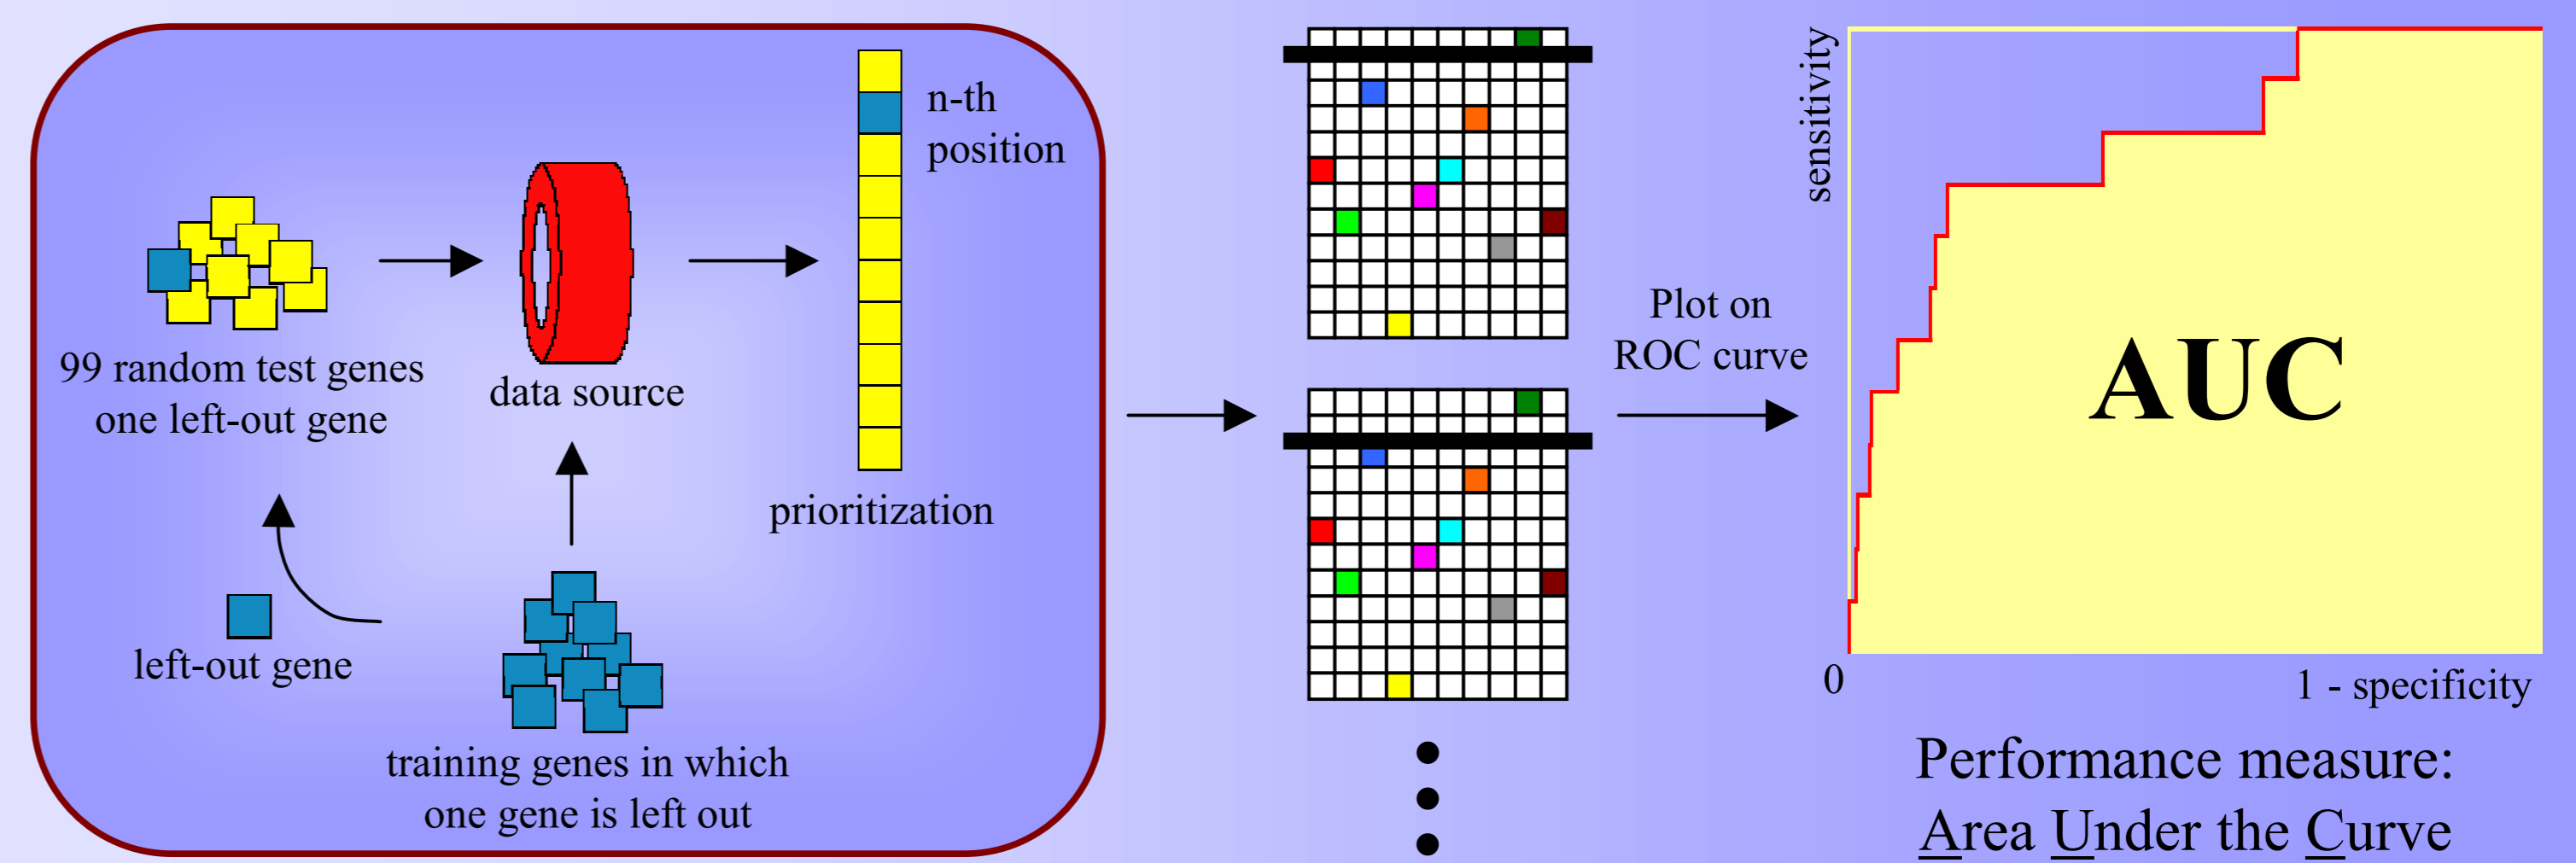 n-th
position
99 random test genes
one left-out gene
data source
prioritization
left-out gene
training genes in which
one gene is left out
Plot on
ROC curve
sensitivity
AUC
0
1 - specificity
Performance measure:
Area Under the Curve